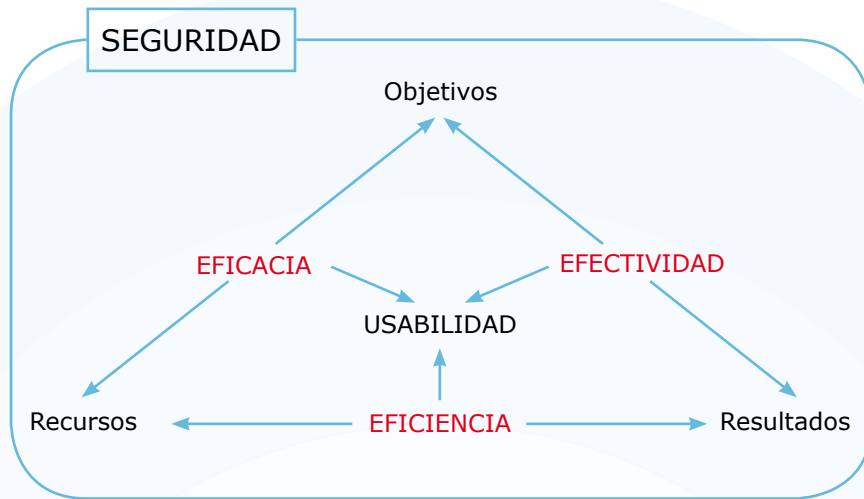 SEGURIDAD
Objetivos
EFICACIA
EFECTIVIDAD
USABILIDAD
Recursos
EFICIENCIA
Resultados